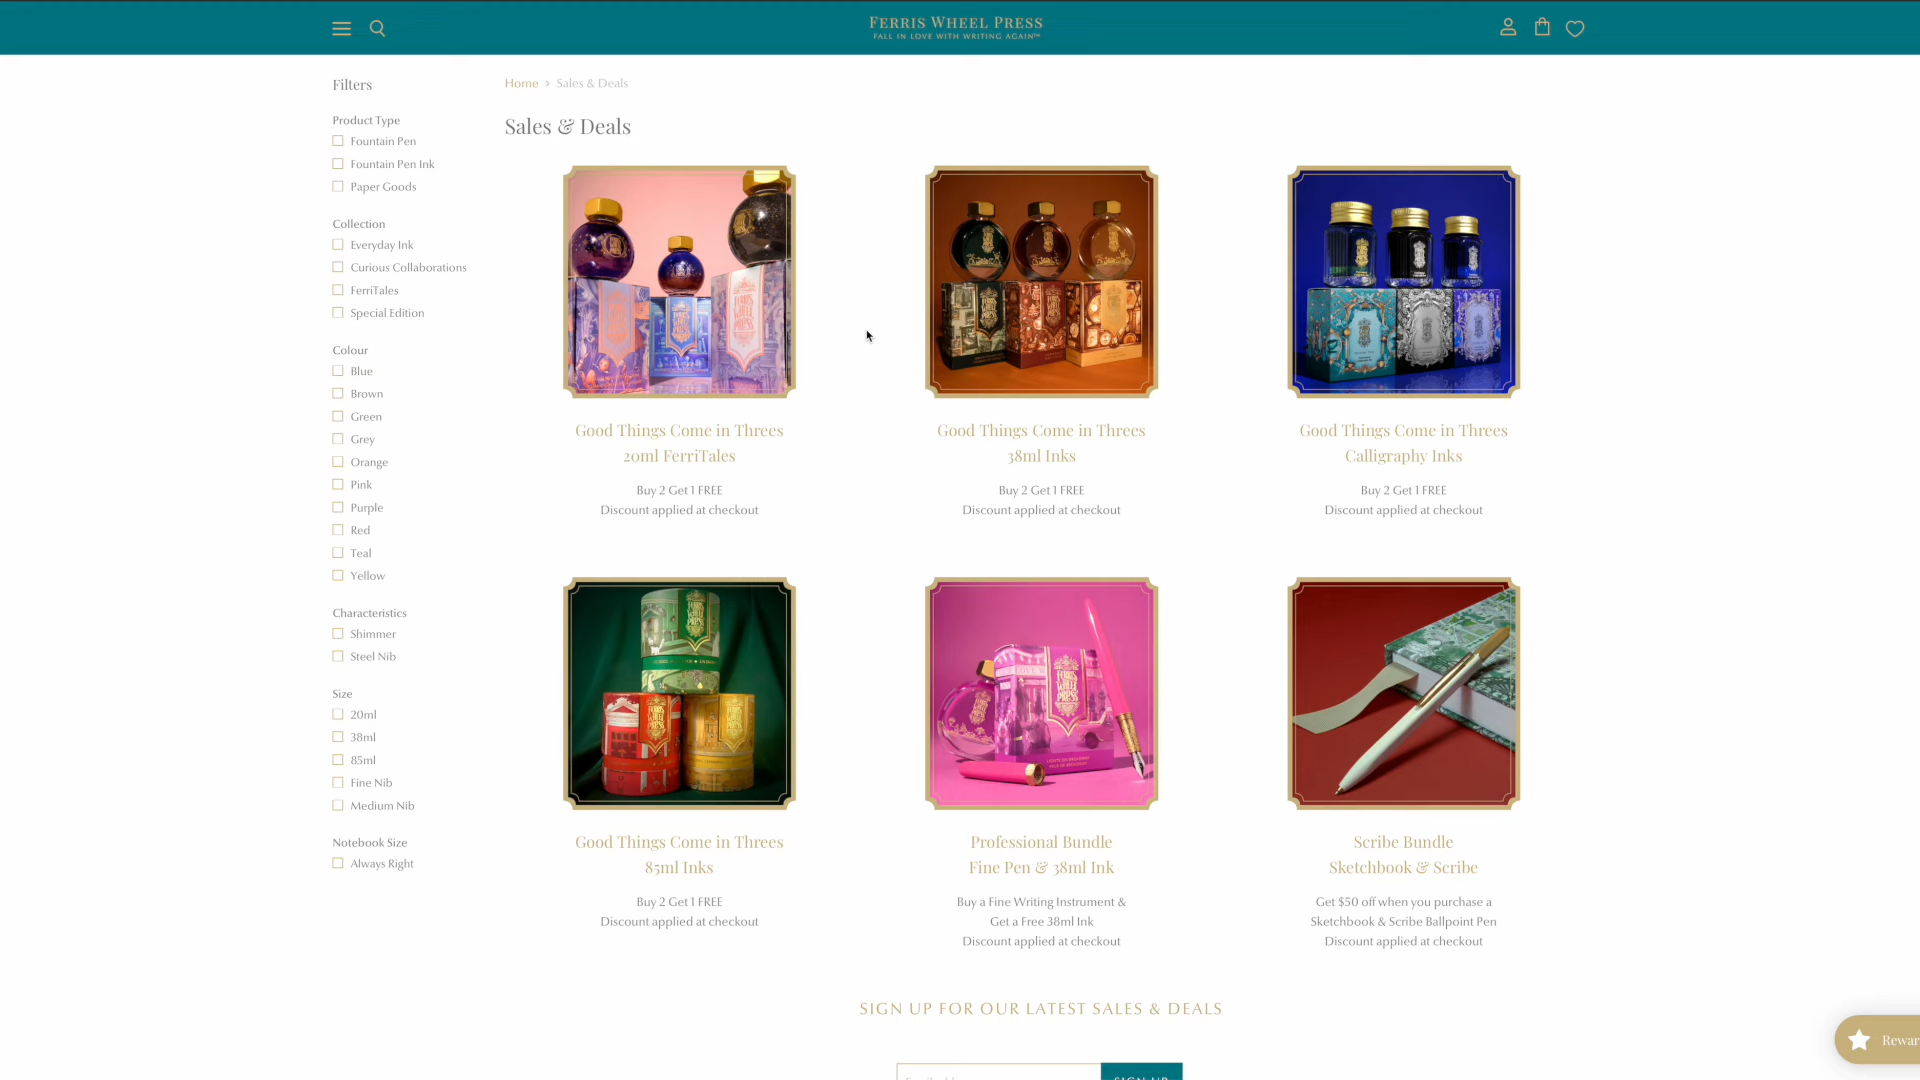 FERRIS WHEEL PRESS
FALL IN LOVE WITH WRITING AGAIN™
Filters
Product Type
Fountain Pen
Fountain Pen Ink
Paper Goods
Collection
Everyday Ink
Curious Collaborations
FerriTales
Special Edition
Colour
Blue
Brown
Green
Grey
Orange
Pink
Purple
Red
Teal
Yellow
Characteristics
Shimmer
Steel Nib
Size
20ml
38ml
85ml
Fine Nib
Medium Nib
Notebook Size
Always Right
Home > Sales & Deals
Sales & Deals
Good Things Come in Threes
20ml FerriTales
Buy 2 Get 1 FREE
Discount applied at checkout
Good Things Come in Threes
38ml Inks
Buy 2 Get 1 FREE
Discount applied at checkout
Good Things Come in Threes
Calligraphy Inks
Buy 2 Get 1 FREE
Discount applied at checkout
Good Things Come in Threes
85ml Inks
Buy 2 Get 1 FREE
Discount applied at checkout
FERRIS
WHEEL
PRESS
Professional Bundle
Fine Pen & 38ml Ink
Buy a Fine Writing Instrument &
Get a Free 38ml Ink
Discount applied at checkout
Scribe Bundle
Sketchbook & Scribe
Get $50 off when you purchase a
Sketchbook & Scribe Ballpoint Pen
Discount applied at checkout
SIGN UP FOR OUR LATEST SALES & DEALS
SIGN UP
Rewar